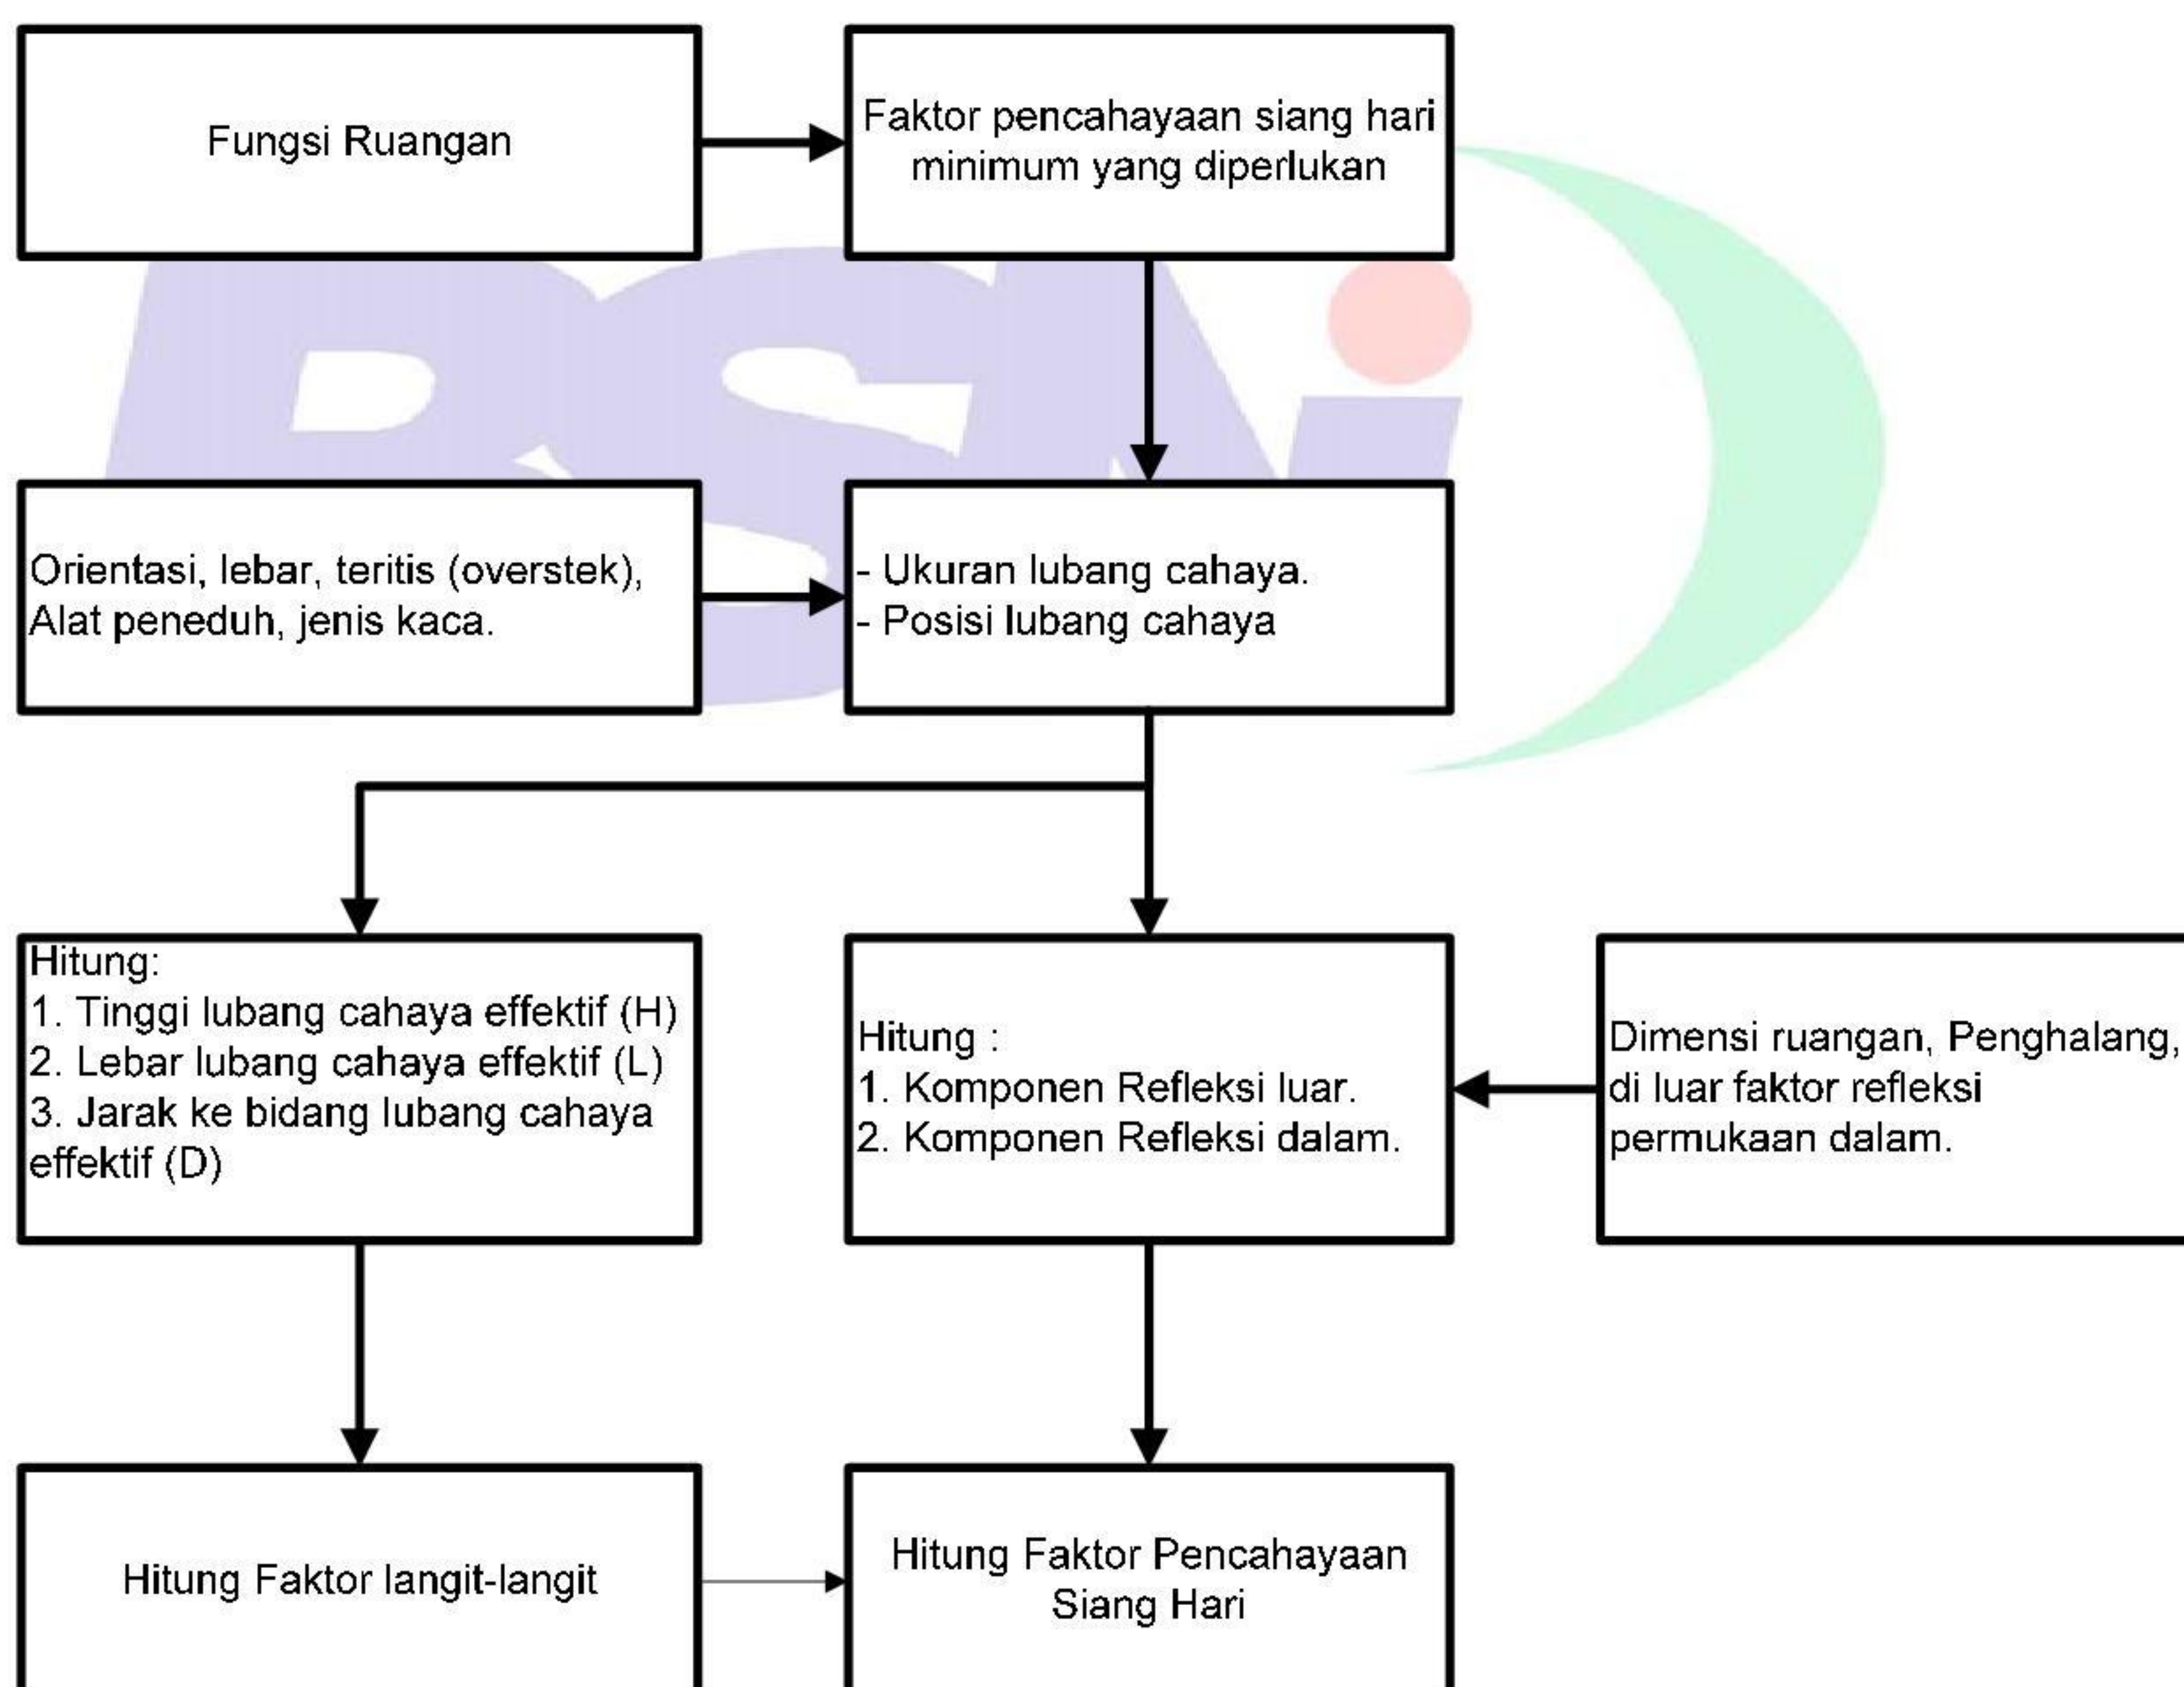 Fungsi Ruangan
Faktor pencahayaan siang hari
minimum yang diperlukan
Orientasi, lebar, teritis (overstek),
Alat peneduh, jenis kaca.
- Ukuran lubang cahaya.
- Posisi lubang cahaya
Hitung:
1. Tinggi lubang cahaya effektif (H)
2. Lebar lubang cahaya effektif (L)
3. Jarak ke bidang lubang cahaya
effektif (D)
Hitung :
1. Komponen Refleksi luar.
2. Komponen Refleksi dalam.
Dimensi ruangan, Penghalang,
di luar faktor refleksi
permukaan dalam.
Hitung Faktor langit-langit
Hitung Faktor Pencahayaan
Siang Hari